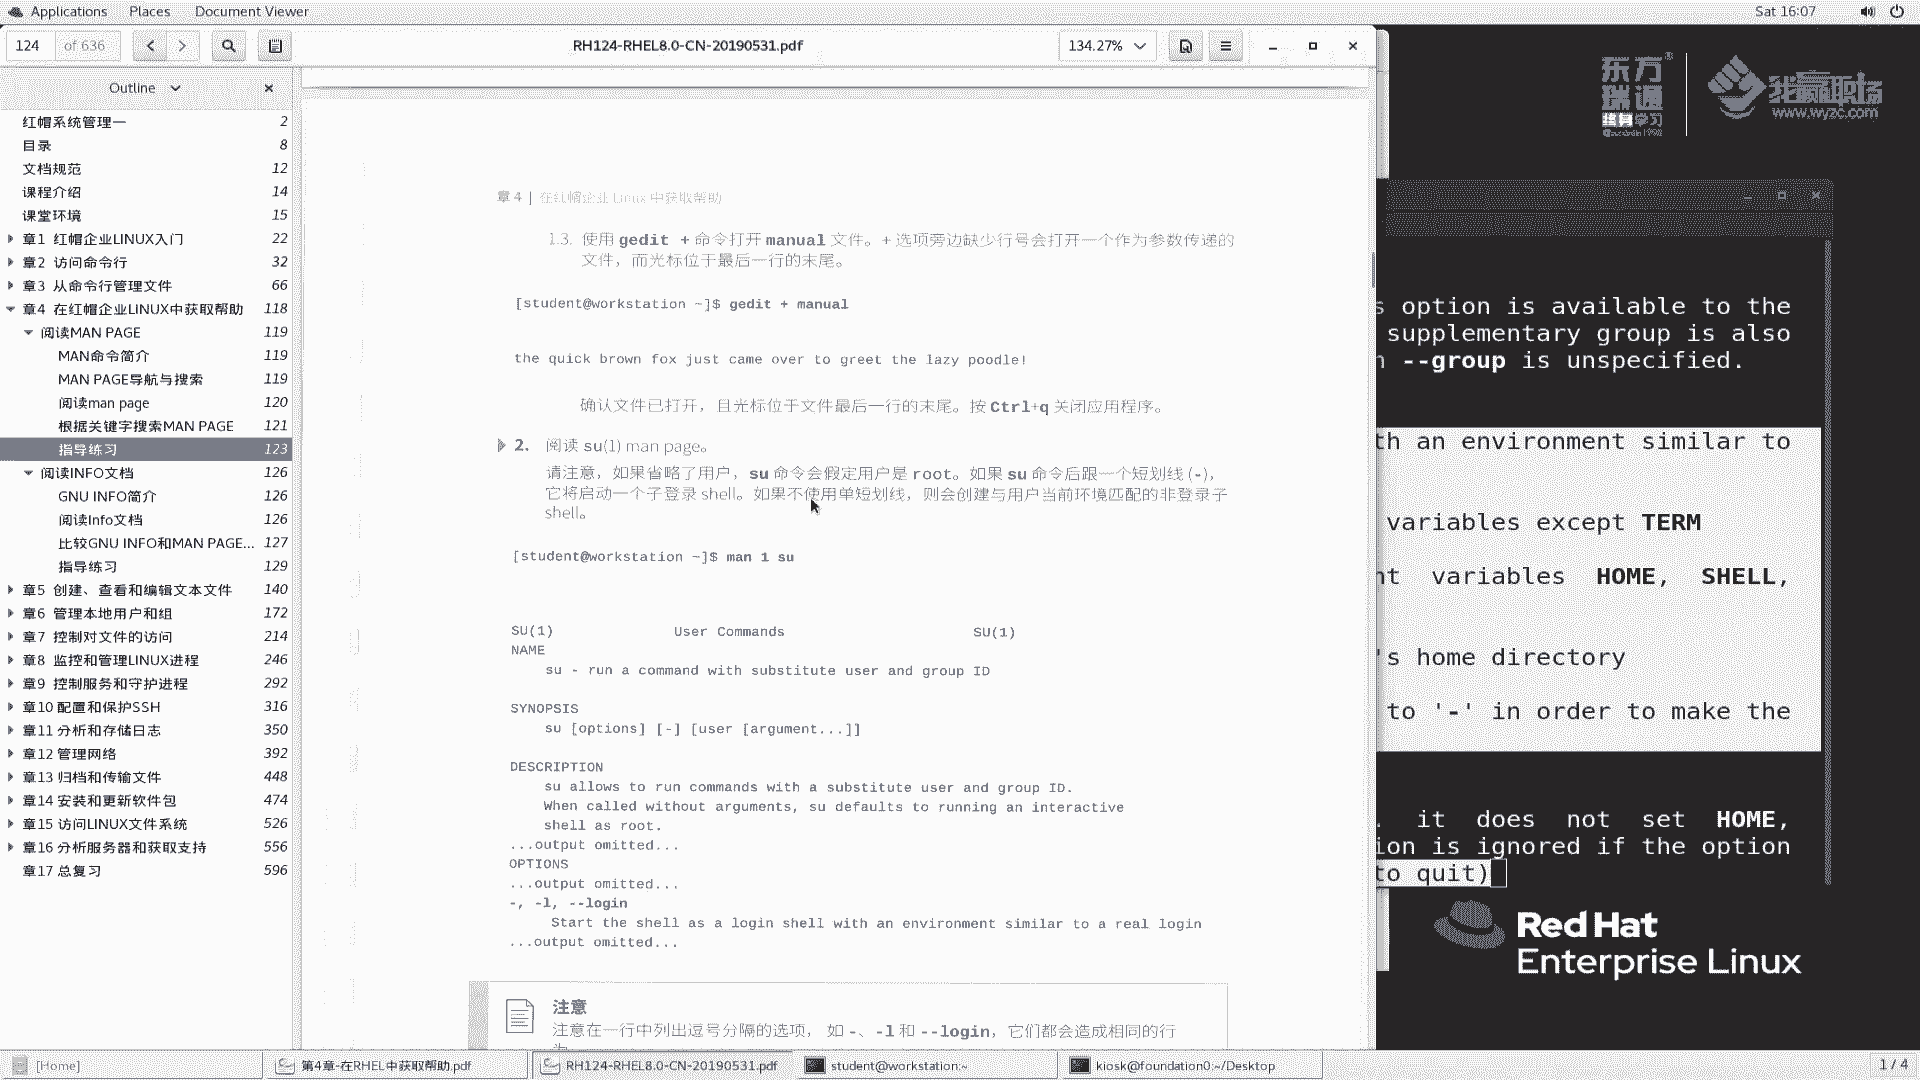 Applications Places Document Viewer Sat 16:07
124 of 636 RH124-RHEL8.0-CN-20190531.pdf 134.27%
Outline
红帽系统管理一 2
目录 8
文档规范 12
课程介绍 14
课堂环境 15
章1 红帽企业LINUX入门 22
章2 访问命令行 32
章3 从命令行管理文件 66
章4 在红帽企业LINUX中获取帮助 118
阅读MAN PAGE 119
MAN命令简介 119
MAN PAGE导航与搜索 119
阅读man page 120
根据关键字搜索MAN PAGE 121
指导练习 123
阅读INFO文档 126
GNU INFO简介 126
阅读Info文档 126
比较GNU INFO和MAN PAGE... 127
指导练习 129
章5 创建、查看和编辑文本文件 140
章6 管理本地用户和组 172
章7 控制对文件的访问 214
章8 监控和管理LINUX进程 246
章9 控制服务和守护进程 292
章10 配置和保护SSH 316
章11 分析和存储日志 350
章12 管理网络 392
章13 归档和传输文件 448
章14 安装和更新软件包 474
章15 访问LINUX文件系统 526
章16 分析服务器和获取支持 556
章17 总复习 596
章 4 | 在红帽企业 Linux 中获取帮助
1.3. 使用 gedit + 命令打开 manual 文件。+ 选项旁边缺少行号会打开一个作为参数传递的
文件，而光标位于最后一行的末尾。
[student@workstation ~]$ gedit + manual
the quick brown fox just came over to greet the lazy poodle!
确认文件已打开，且光标位于文件最后一行的末尾。按 Ctrl+q 关闭应用程序。
2. 阅读 su(1) man page。
请注意，如果省略了用户，su 命令会假定用户是 root。如果 su 命令后跟一个短划线 (-)，
它将启动一个子登录 shell。如果不使用单短划线，则会创建与用户当前环境匹配的非登录子
shell。
[student@workstation ~]$ man 1 su
SU(1) User Commands SU(1)
NAME
su - run a command with substitute user and group ID
SYNOPSIS
su [options] [-] [user [argument...]]
DESCRIPTION
su allows to run commands with a substitute user and group ID.
When called without arguments, su defaults to running an interactive
shell as root.
...output omitted...
OPTIONS
...output omitted...
-, -l, --login
Start the shell as a login shell with an environment similar to a real login
...output omitted...
注意
注意在一行中列出逗号分隔的选项，如 -、-l 和 --login，它们都会造成相同的行
东方
瑞通
终身学习
我赢职场
www.wyzc.com
s option is available to the
supplementary group is also
--group is unspecified.
th an environment similar to
variables except TERM
nt variables HOME, SHELL,
's home directory
to '-' in order to make the
. it does not set HOME,
ion is ignored if the option
to quit)
Red Hat
Enterprise Linux
[Home] 第4章-在RHEL中获取帮助.pdf RH124-RHEL8.0-CN-20190531.pdf student@workstation:~ kiosk@foundation0:~/Desktop 1 / 4